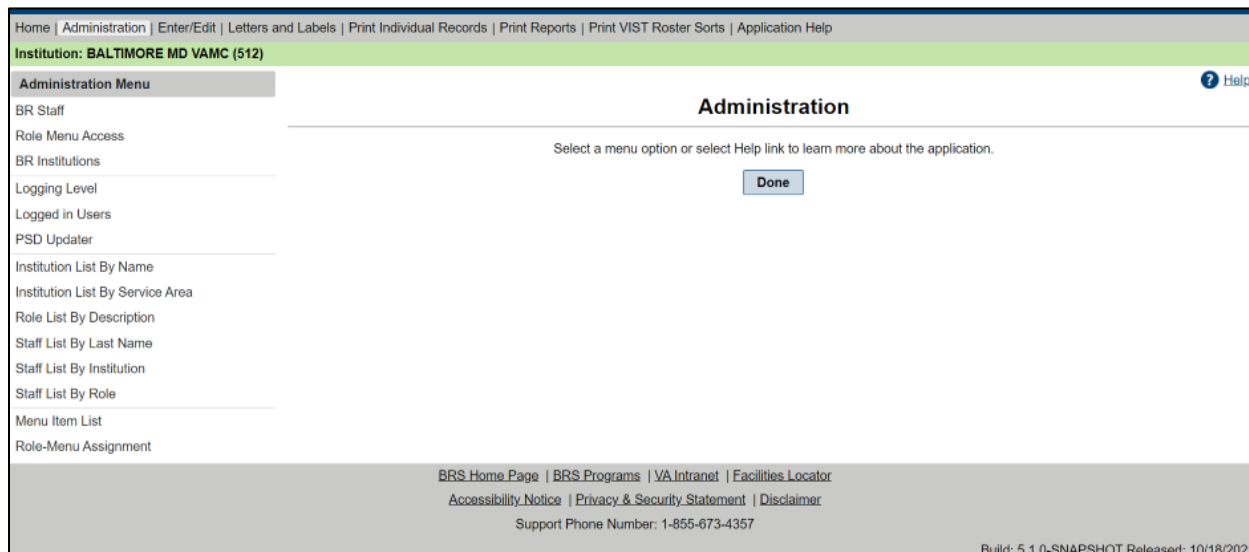 Home | Administration | Enter/Edit | Letters and Labels | Print Individual Records | Print Reports | Print VIST Roster Sorts | Application Help
Institution: BALTIMORE MD VAMC (512)
Administration Menu
BR Staff
Role Menu Access
BR Institutions
Logging Level
Logged in Users
PSD Updater
Institution List By Name
Institution List By Service Area
Role List By Description
Staff List By Last Name
Staff List By Institution
Staff List By Role
Menu Item List
Role-Menu Assignment
? Help
Administration
Select a menu option or select Help link to learn more about the application.
Done
BRS Home Page | BRS Programs | VA Intranet | Facilities Locator
Accessibility Notice | Privacy & Security Statement | Disclaimer
Support Phone Number: 1-855-673-4357
Build: 5.1.0-SNAPSHOT Released: 10/18/202